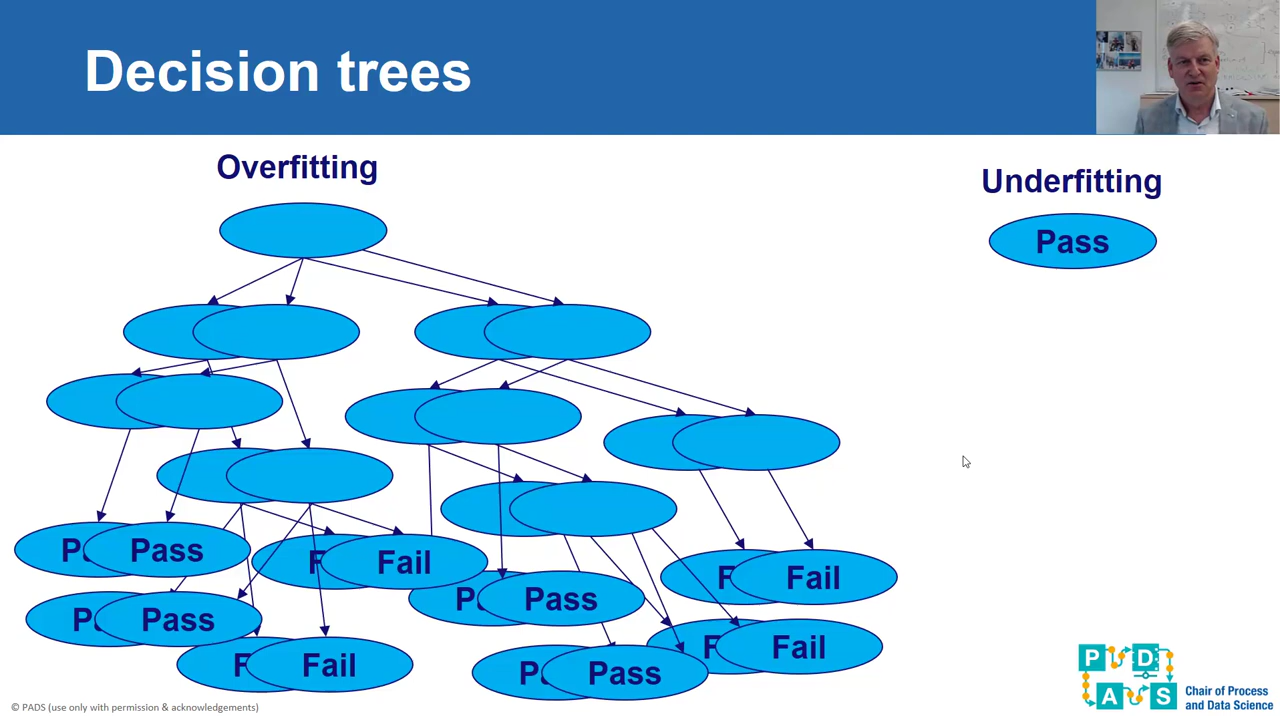 Decision trees
Overfitting
Underfitting
Pass
P Pass
F Fail
F Fail
P Pass
P Pass
F Fail
F Fail
P Pass
P D
A S
Chair of Process
and Data Science
© PADS (use only with permission & acknowledgements)